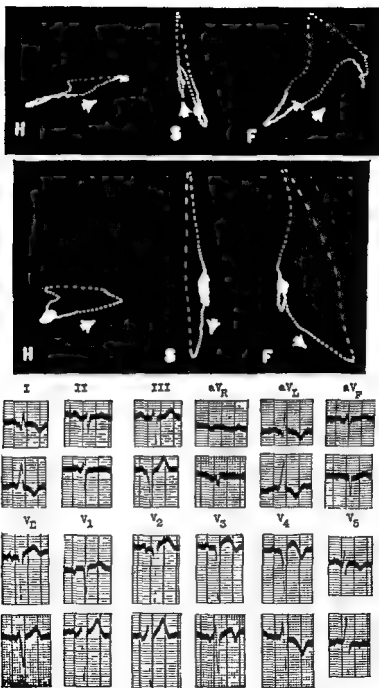 H S F
H S F
I II III aVR aVL aVF
VE V1 V2 V3 V4 V5